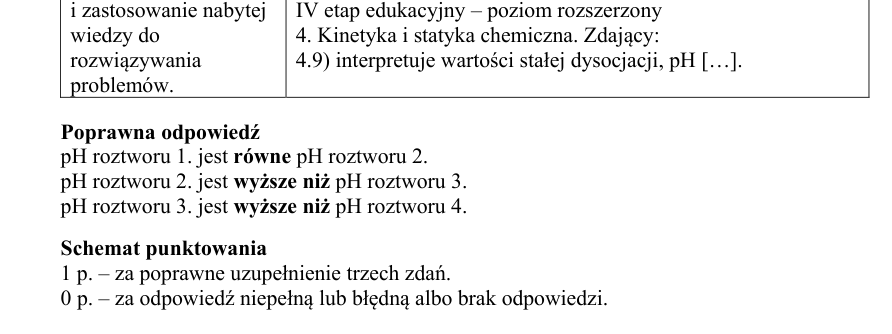 i zastosowanie nabytej
wiedzy do
rozwiązywania
problemów.
IV etap edukacyjny – poziom rozszerzony
4. Kinetyka i statyka chemiczna. Zdający:
4.9) interpretuje wartości stałej dysocjacji, pH […].
Poprawna odpowiedź
pH roztworu 1. jest równe pH roztworu 2.
pH roztworu 2. jest wyższe niż pH roztworu 3.
pH roztworu 3. jest wyższe niż pH roztworu 4.
Schemat punktowania
1 p. – za poprawne uzupełnienie trzech zdań.
0 p. – za odpowiedź niepełną lub błędną albo brak odpowiedzi.